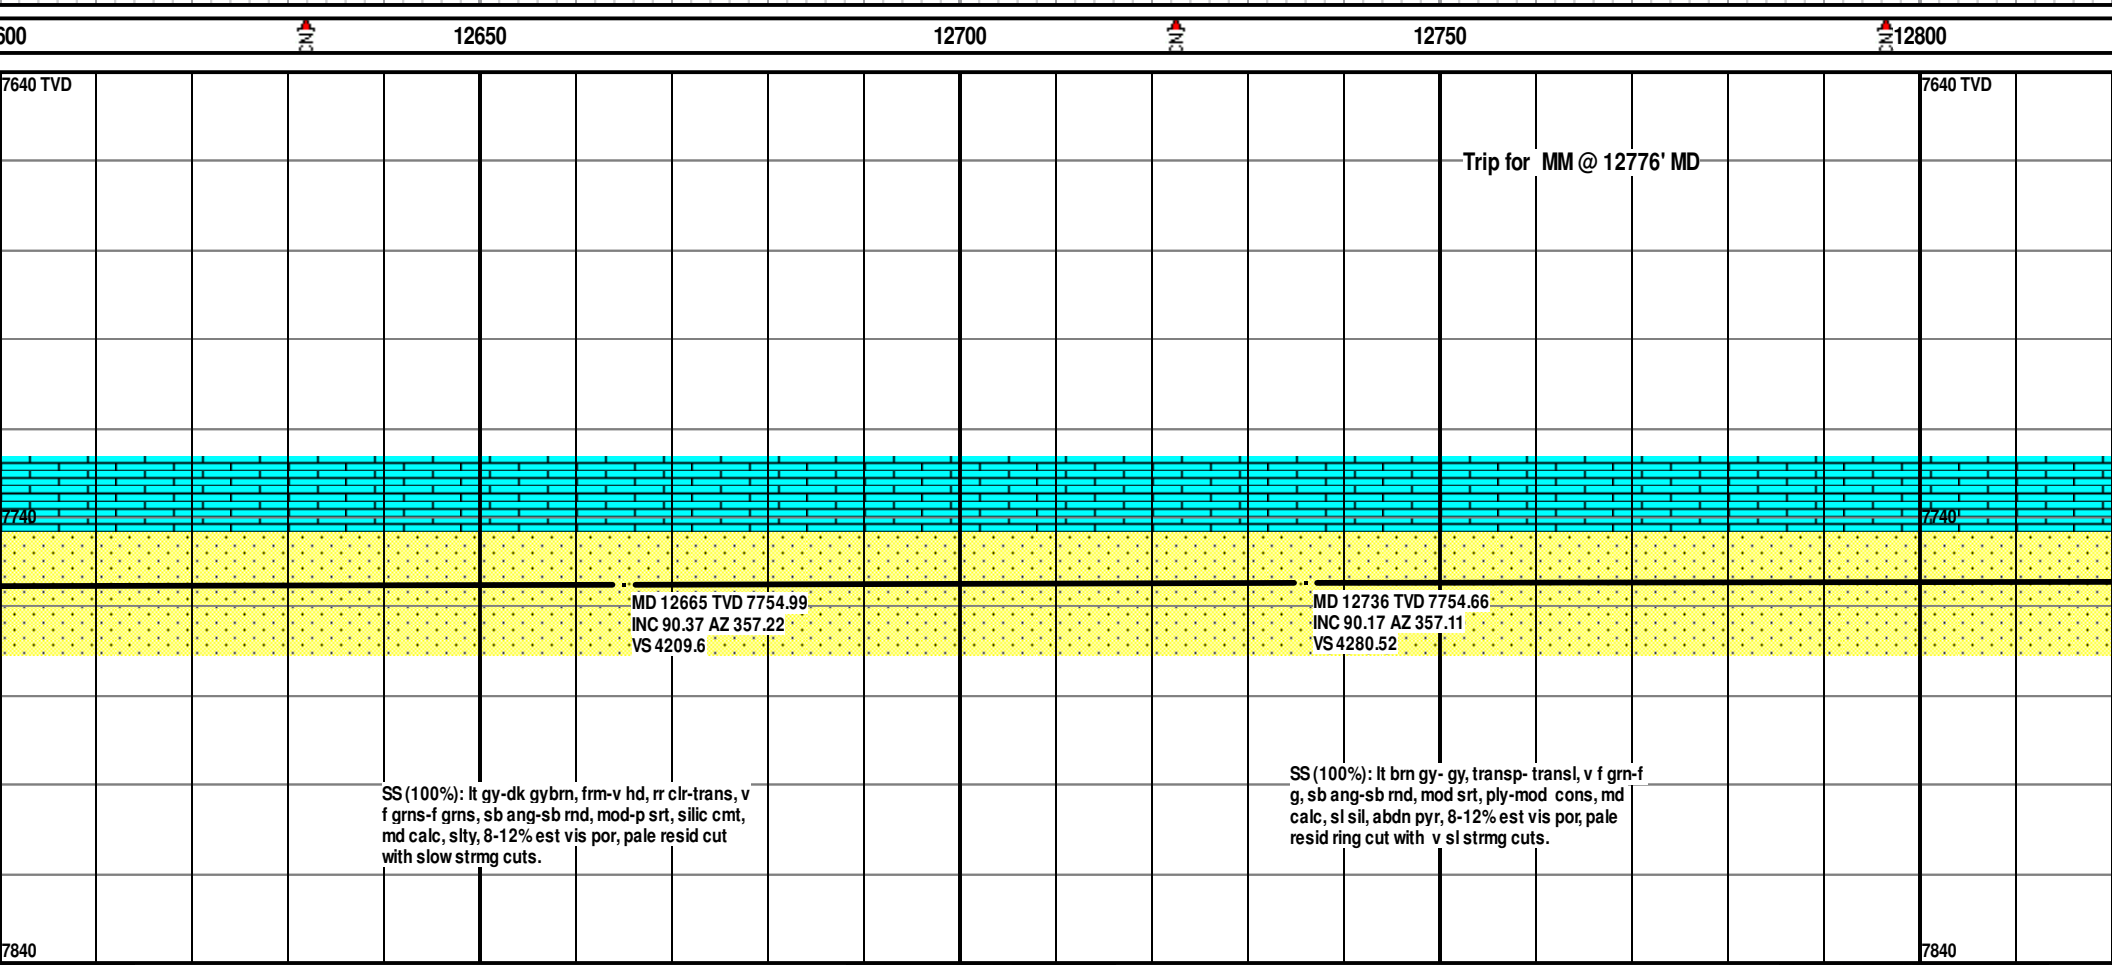 600 12650 12700 12750 12800
CN CN CN
7640 TVD 7640 TVD
Trip for MM @ 12776' MD
7740 7740'
MD 12665 TVD 7754.99
INC 90.37 AZ 357.22
VS 4209.6
MD 12736 TVD 7754.66
INC 90.17 AZ 357.11
VS 4280.52
SS (100%): lt gy-dk gybrn, frm-v hd, rr clr-trans, v
f grns-f grns, sb ang-sb rnd, mod-p srt, silic cmt,
md calc, slty, 8-12% est vis por, pale resid cut
with slow strmg cuts.
SS (100%): lt brn gy- gy, transp- transl, v f grn-f
g, sb ang-sb rnd, mod srt, ply-mod cons, md
calc, sl sil, abdn pyr, 8-12% est vis por, pale
resid ring cut with v sl strmg cuts.
7840 7840